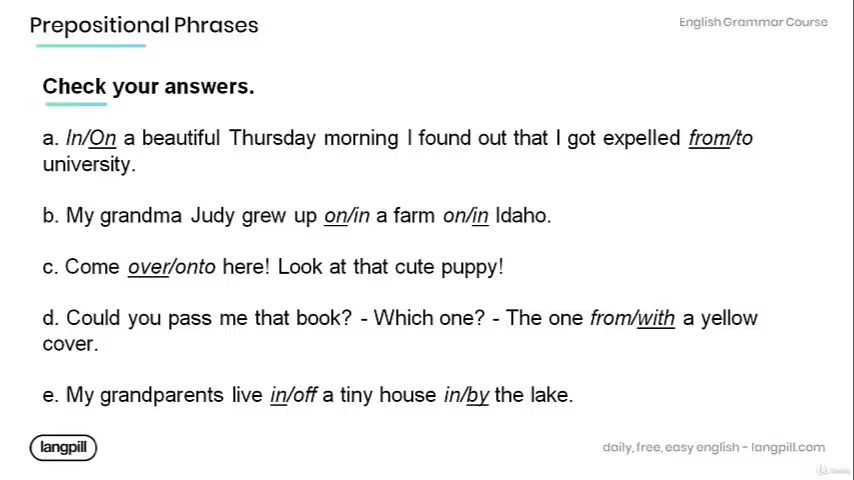 Prepositional Phrases
English Grammar Course
Check your answers.
a. In/On a beautiful Thursday morning I found out that I got expelled from/to
university.
b. My grandma Judy grew up on/in a farm on/in Idaho.
c. Come over/onto here! Look at that cute puppy!
d. Could you pass me that book? - Which one? - The one from/with a yellow
cover.
e. My grandparents live in/off a tiny house in/by the lake.
langpill
daily, free, easy english - langpill.com